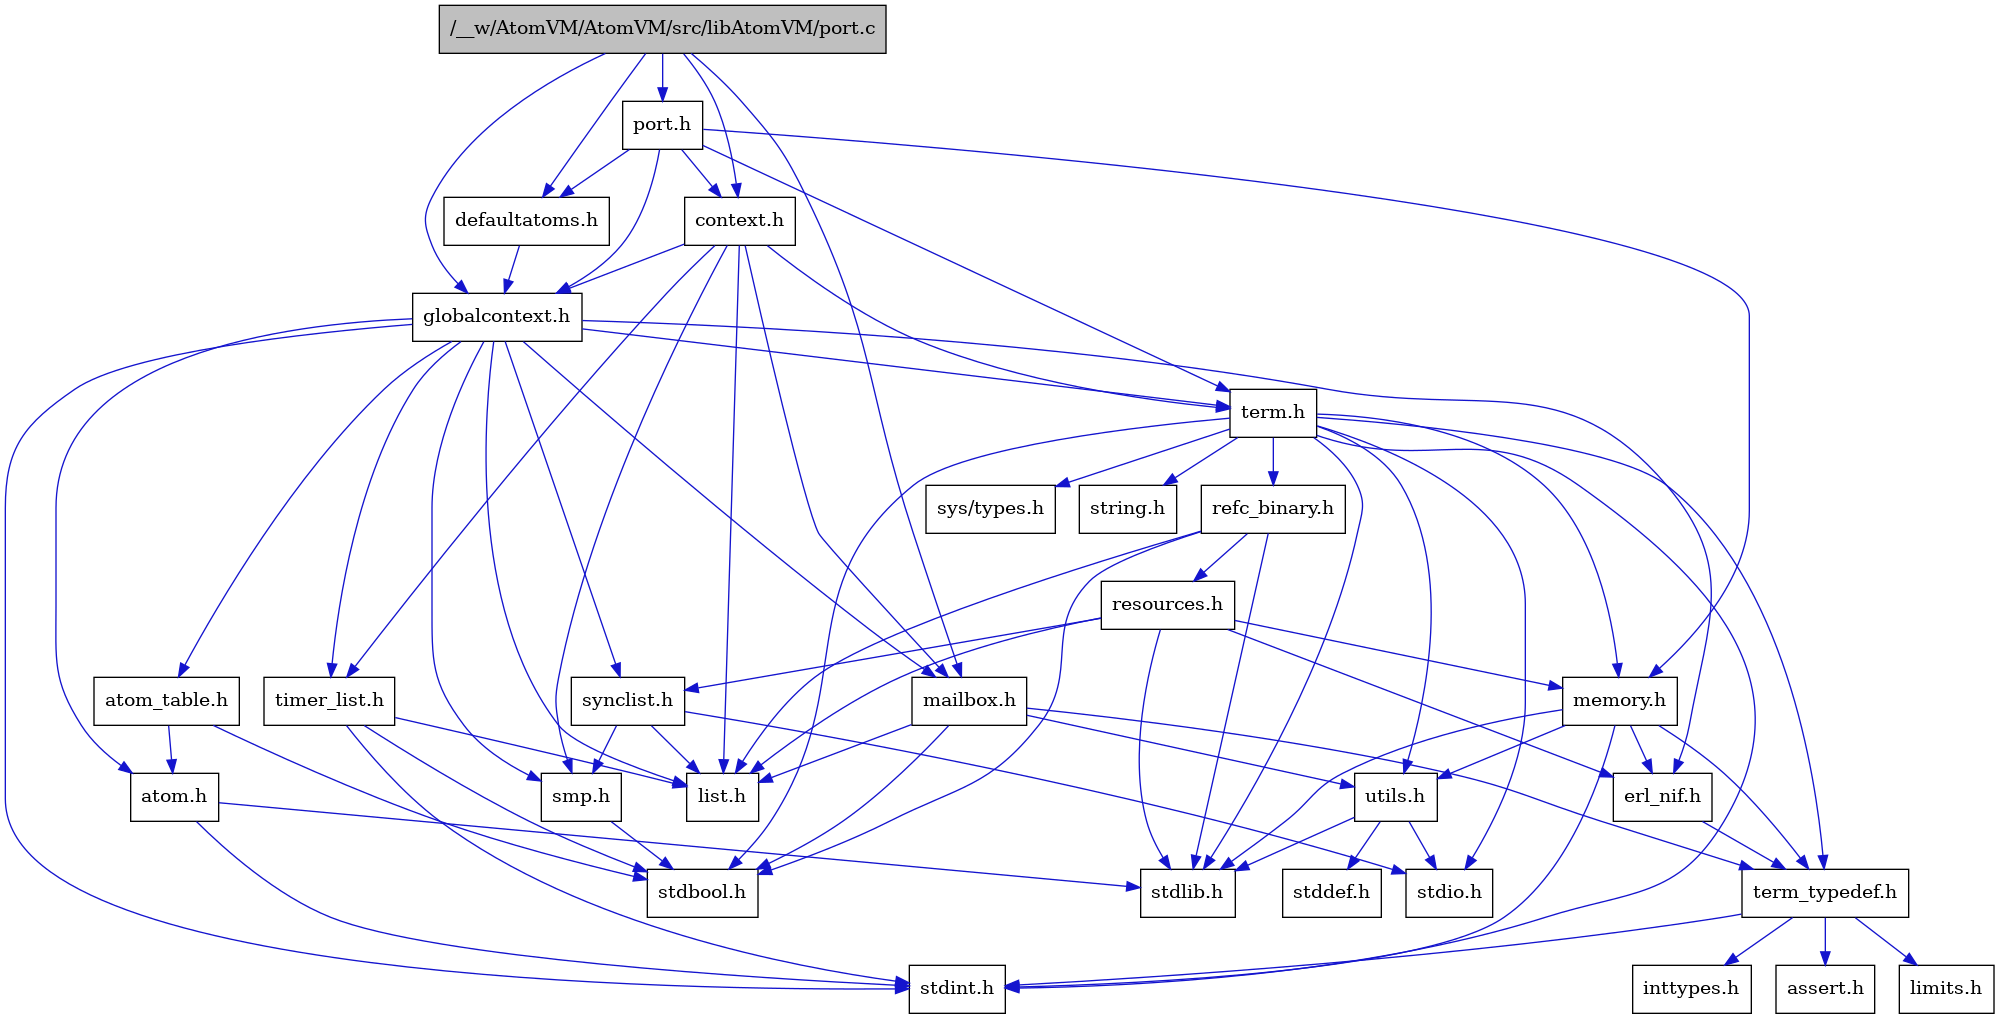 /__w/AtomVM/AtomVM/src/libAtomVM/port.c
port.h
defaultatoms.h
context.h
globalcontext.h
term.h
sys/types.h
string.h
refc_binary.h
resources.h
atom_table.h
timer_list.h
synclist.h
mailbox.h
memory.h
atom.h
smp.h
list.h
utils.h
erl_nif.h
stdbool.h
stdlib.h
stddef.h
stdio.h
term_typedef.h
stdint.h
inttypes.h
assert.h
limits.h